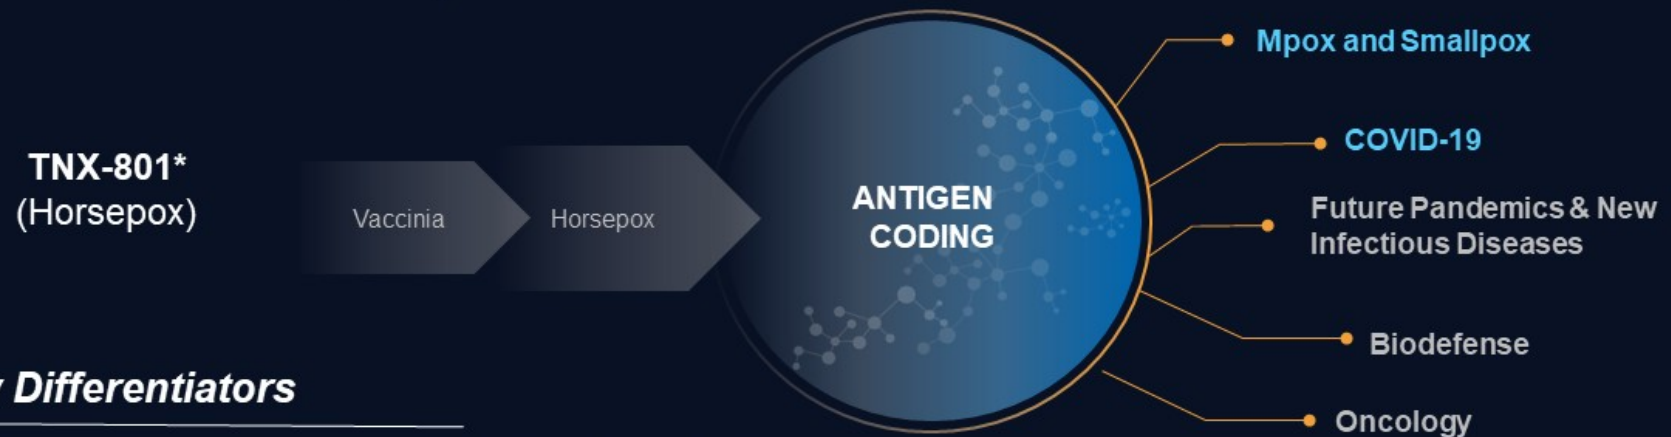 TNX-801*
(Horsepox)
Vaccinia
Horsepox
ANTIGEN
CODING
Mpox and Smallpox
COVID-19
Future Pandemics & New
Infectious Diseases
Biodefense
Oncology
Differentiators